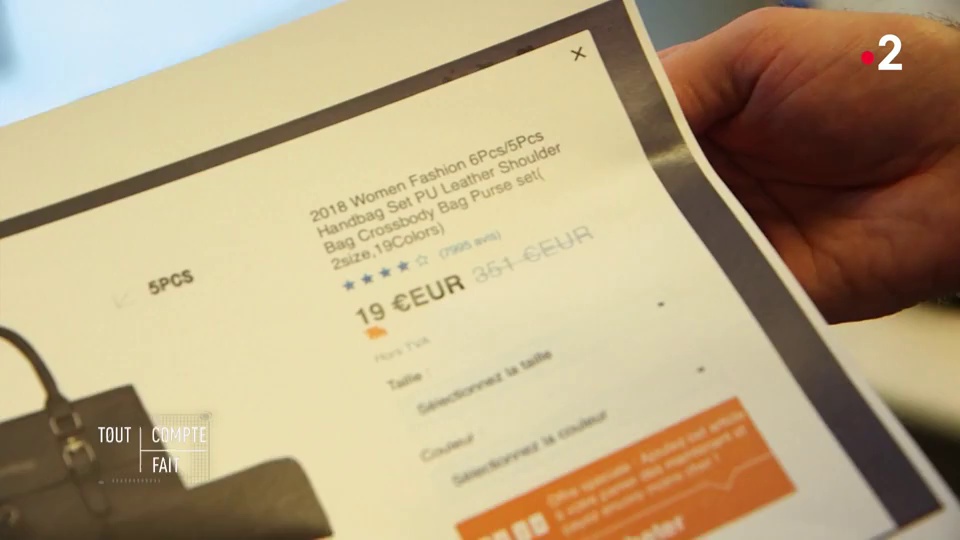 2
×
2018 Women Fashion 6Pcs/5Pcs
Handbag Set PU Leather Shoulder
Bag Crossbody Bag Purse set(
2size,19Colors)
(7995 avis)
5PCS
19 €EUR 351 €EUR
Hors TVA
Taille :
Sélectionnez la taille
Couleur :
Sélectionnez la couleur
Offre spéciale : Ajoutez cet article
à votre panier dès maintenant et
TOUT COMPTE
FAIT